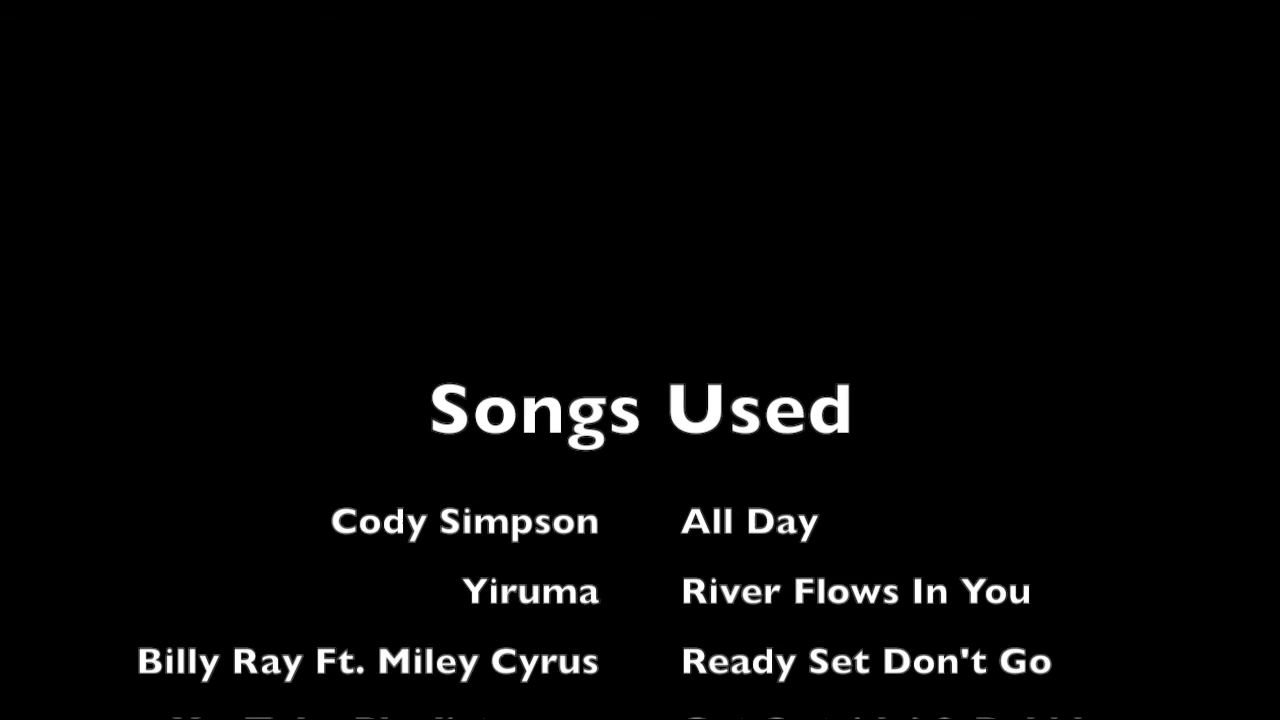 Songs Used
Cody Simpson All Day
Yiruma River Flows In You
Billy Ray Ft. Miley Cyrus Ready Set Don't Go